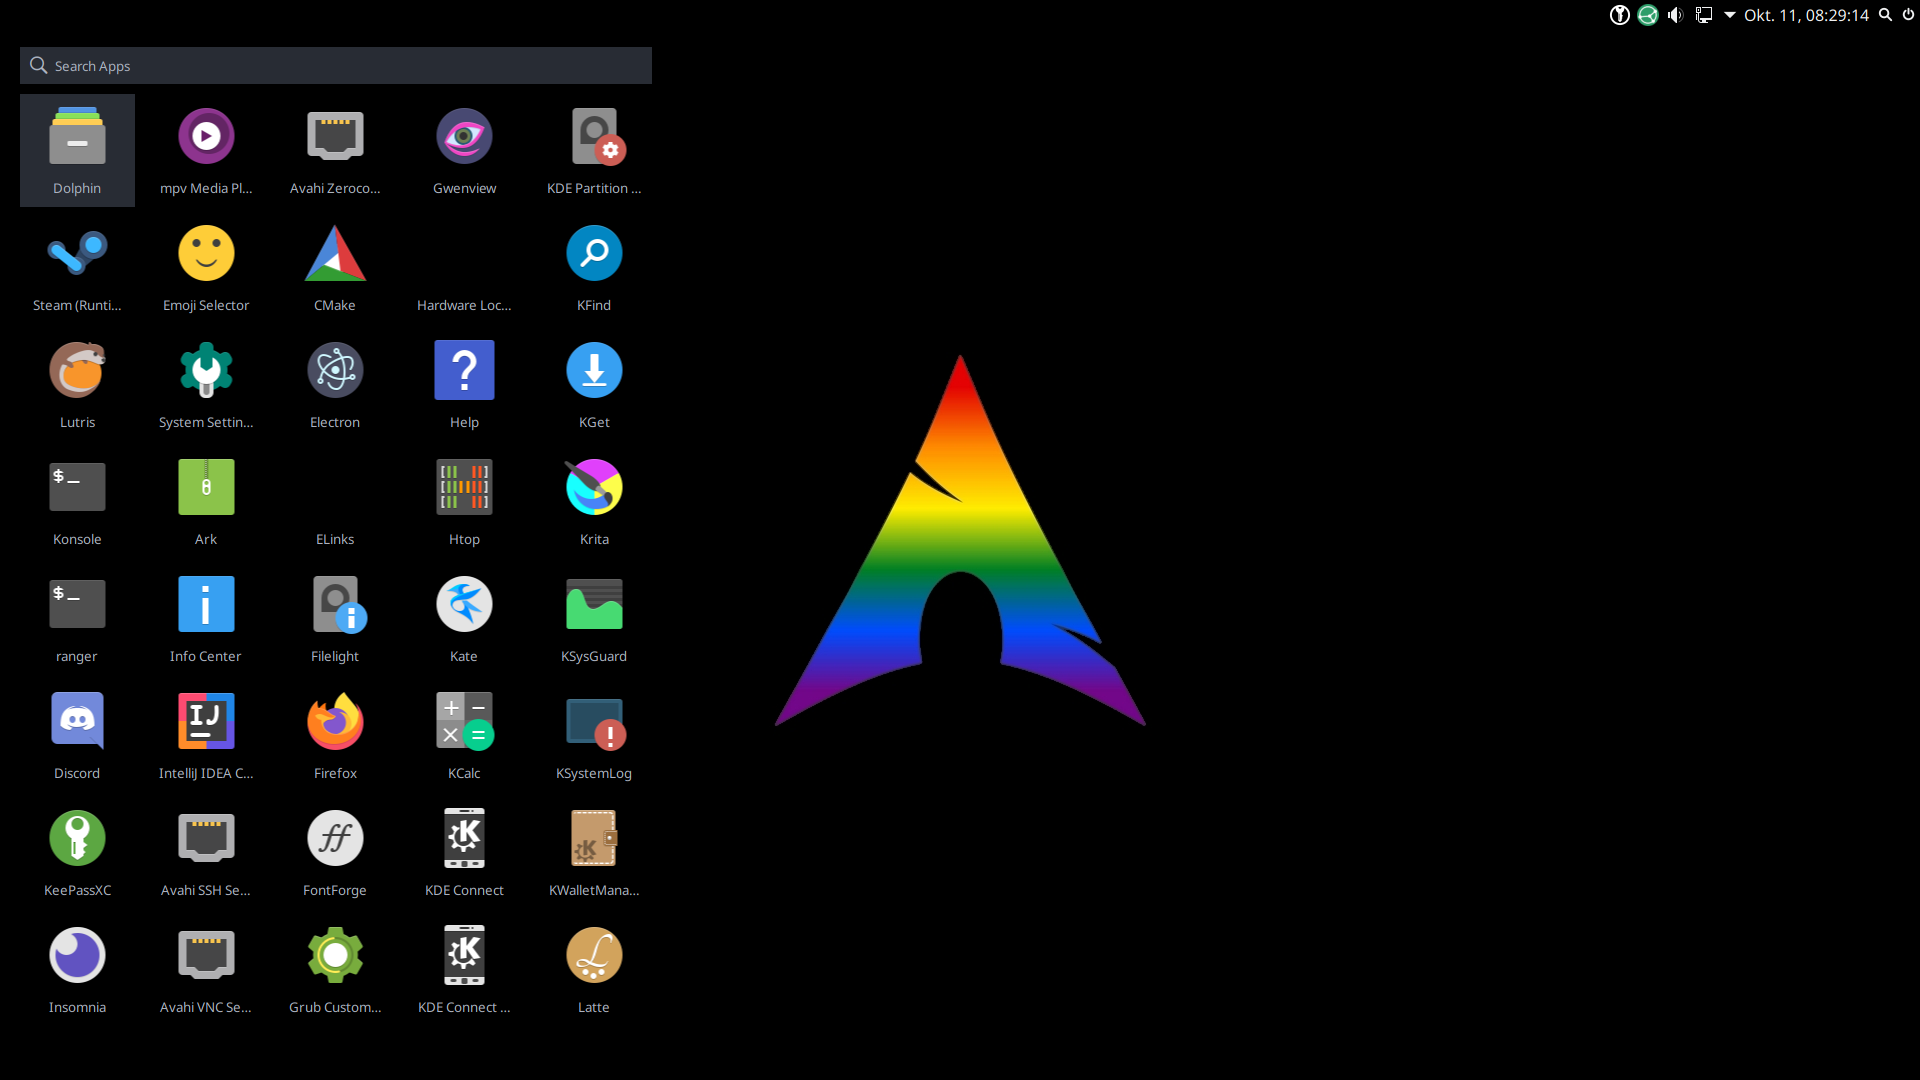 Okt. 11, 08:29:14
Search Apps
Dolphin
mpv Media Pl...
Avahi Zeroco...
Gwenview
KDE Partition ...
Steam (Runti...
Emoji Selector
CMake
Hardware Loc...
KFind
Lutris
System Settin...
Electron
Help
KGet
Konsole
Ark
ELinks
Htop
Krita
ranger
Info Center
Filelight
Kate
KSysGuard
Discord
IntelliJ IDEA C...
Firefox
KCalc
KSystemLog
KeePassXC
Avahi SSH Se...
FontForge
KDE Connect
KWalletMana...
Insomnia
Avahi VNC Se...
Grub Custom...
KDE Connect ...
Latte